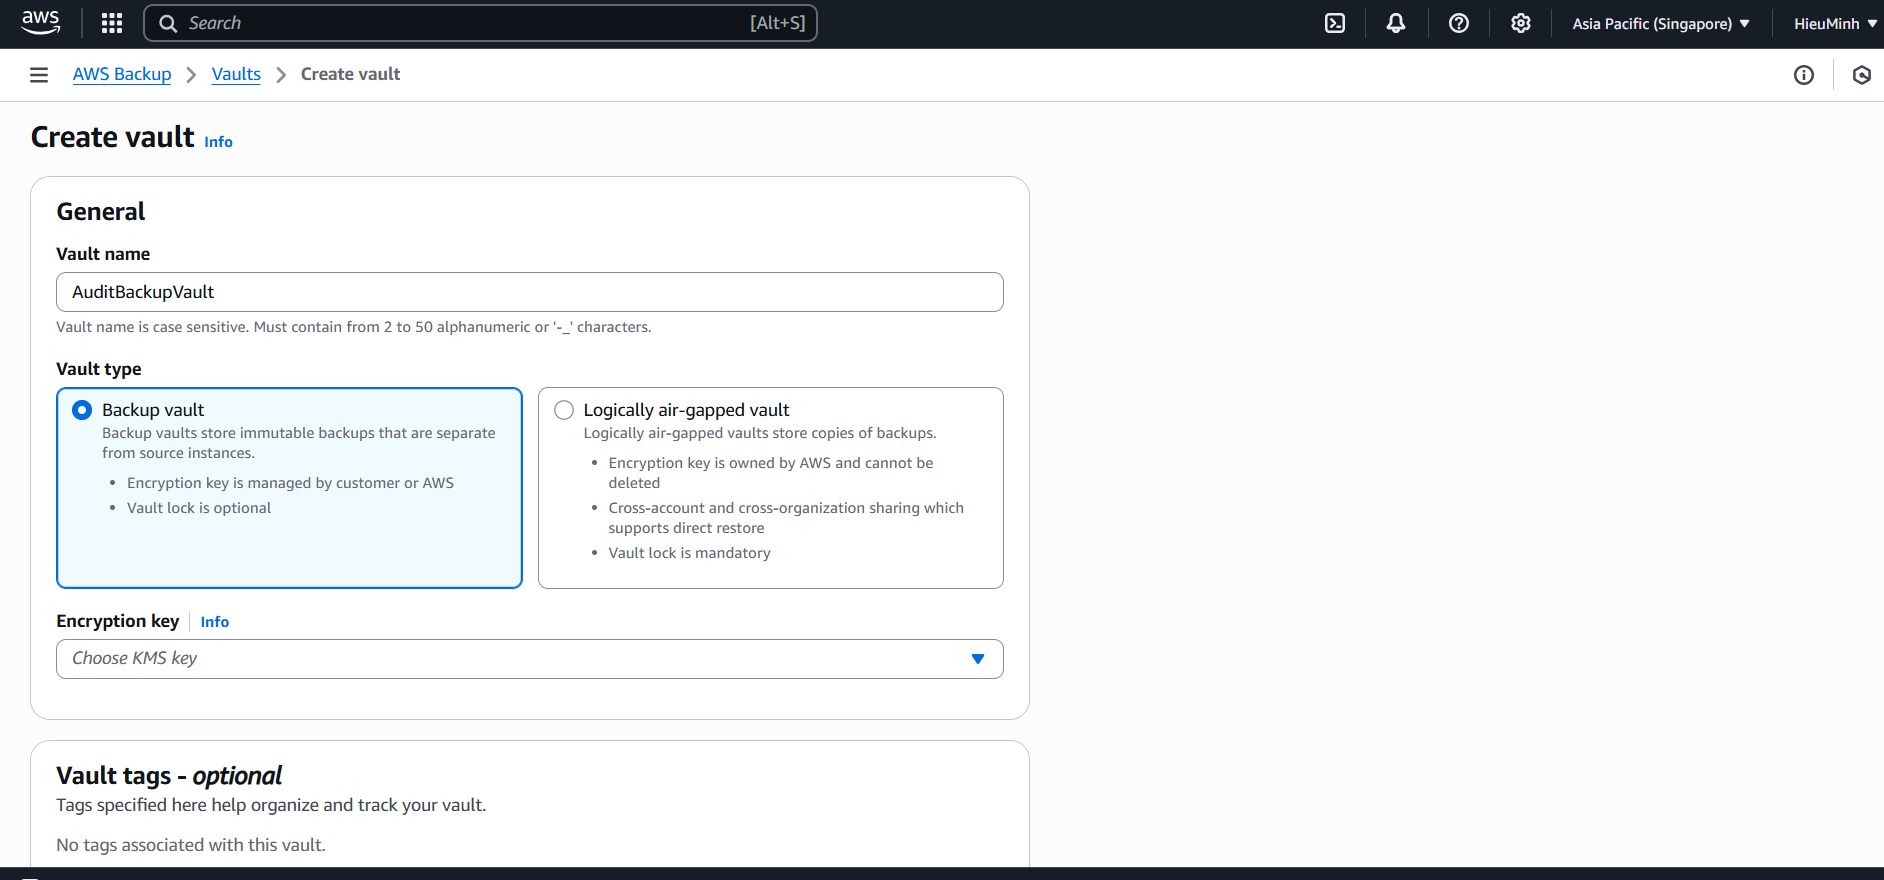 aws
Search [Alt+S]
Asia Pacific (Singapore)
HieuMinh
AWS Backup > Vaults > Create vault
Create vault Info
General
Vault name
AuditBackupVault
Vault name is case sensitive. Must contain from 2 to 50 alphanumeric or '-_' characters.
Vault type
Backup vault
Backup vaults store immutable backups that are separate
from source instances.
• Encryption key is managed by customer or AWS
• Vault lock is optional
Logically air-gapped vault
Logically air-gapped vaults store copies of backups.
• Encryption key is owned by AWS and cannot be
deleted
• Cross-account and cross-organization sharing which
supports direct restore
• Vault lock is mandatory
Encryption key Info
Choose KMS key
Vault tags - optional
Tags specified here help organize and track your vault.
No tags associated with this vault.